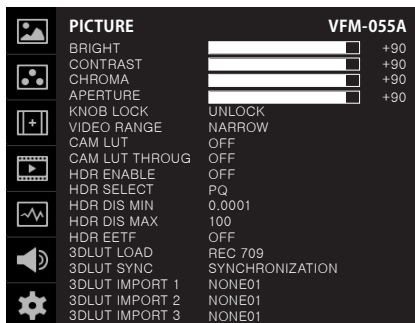 PICTURE VFM-055A
BRIGHT +90
CONTRAST +90
CHROMA +90
APERTURE +90
KNOB LOCK UNLOCK
VIDEO RANGE NARROW
CAM LUT OFF
CAM LUT THROUG OFF
HDR ENABLE OFF
HDR SELECT PQ
HDR DIS MIN 0.0001
HDR DIS MAX 100
HDR EETF OFF
3DLUT LOAD REC 709
3DLUT SYNC SYNCHRONIZATION
3DLUT IMPORT 1 NONE01
3DLUT IMPORT 2 NONE01
3DLUT IMPORT 3 NONE01